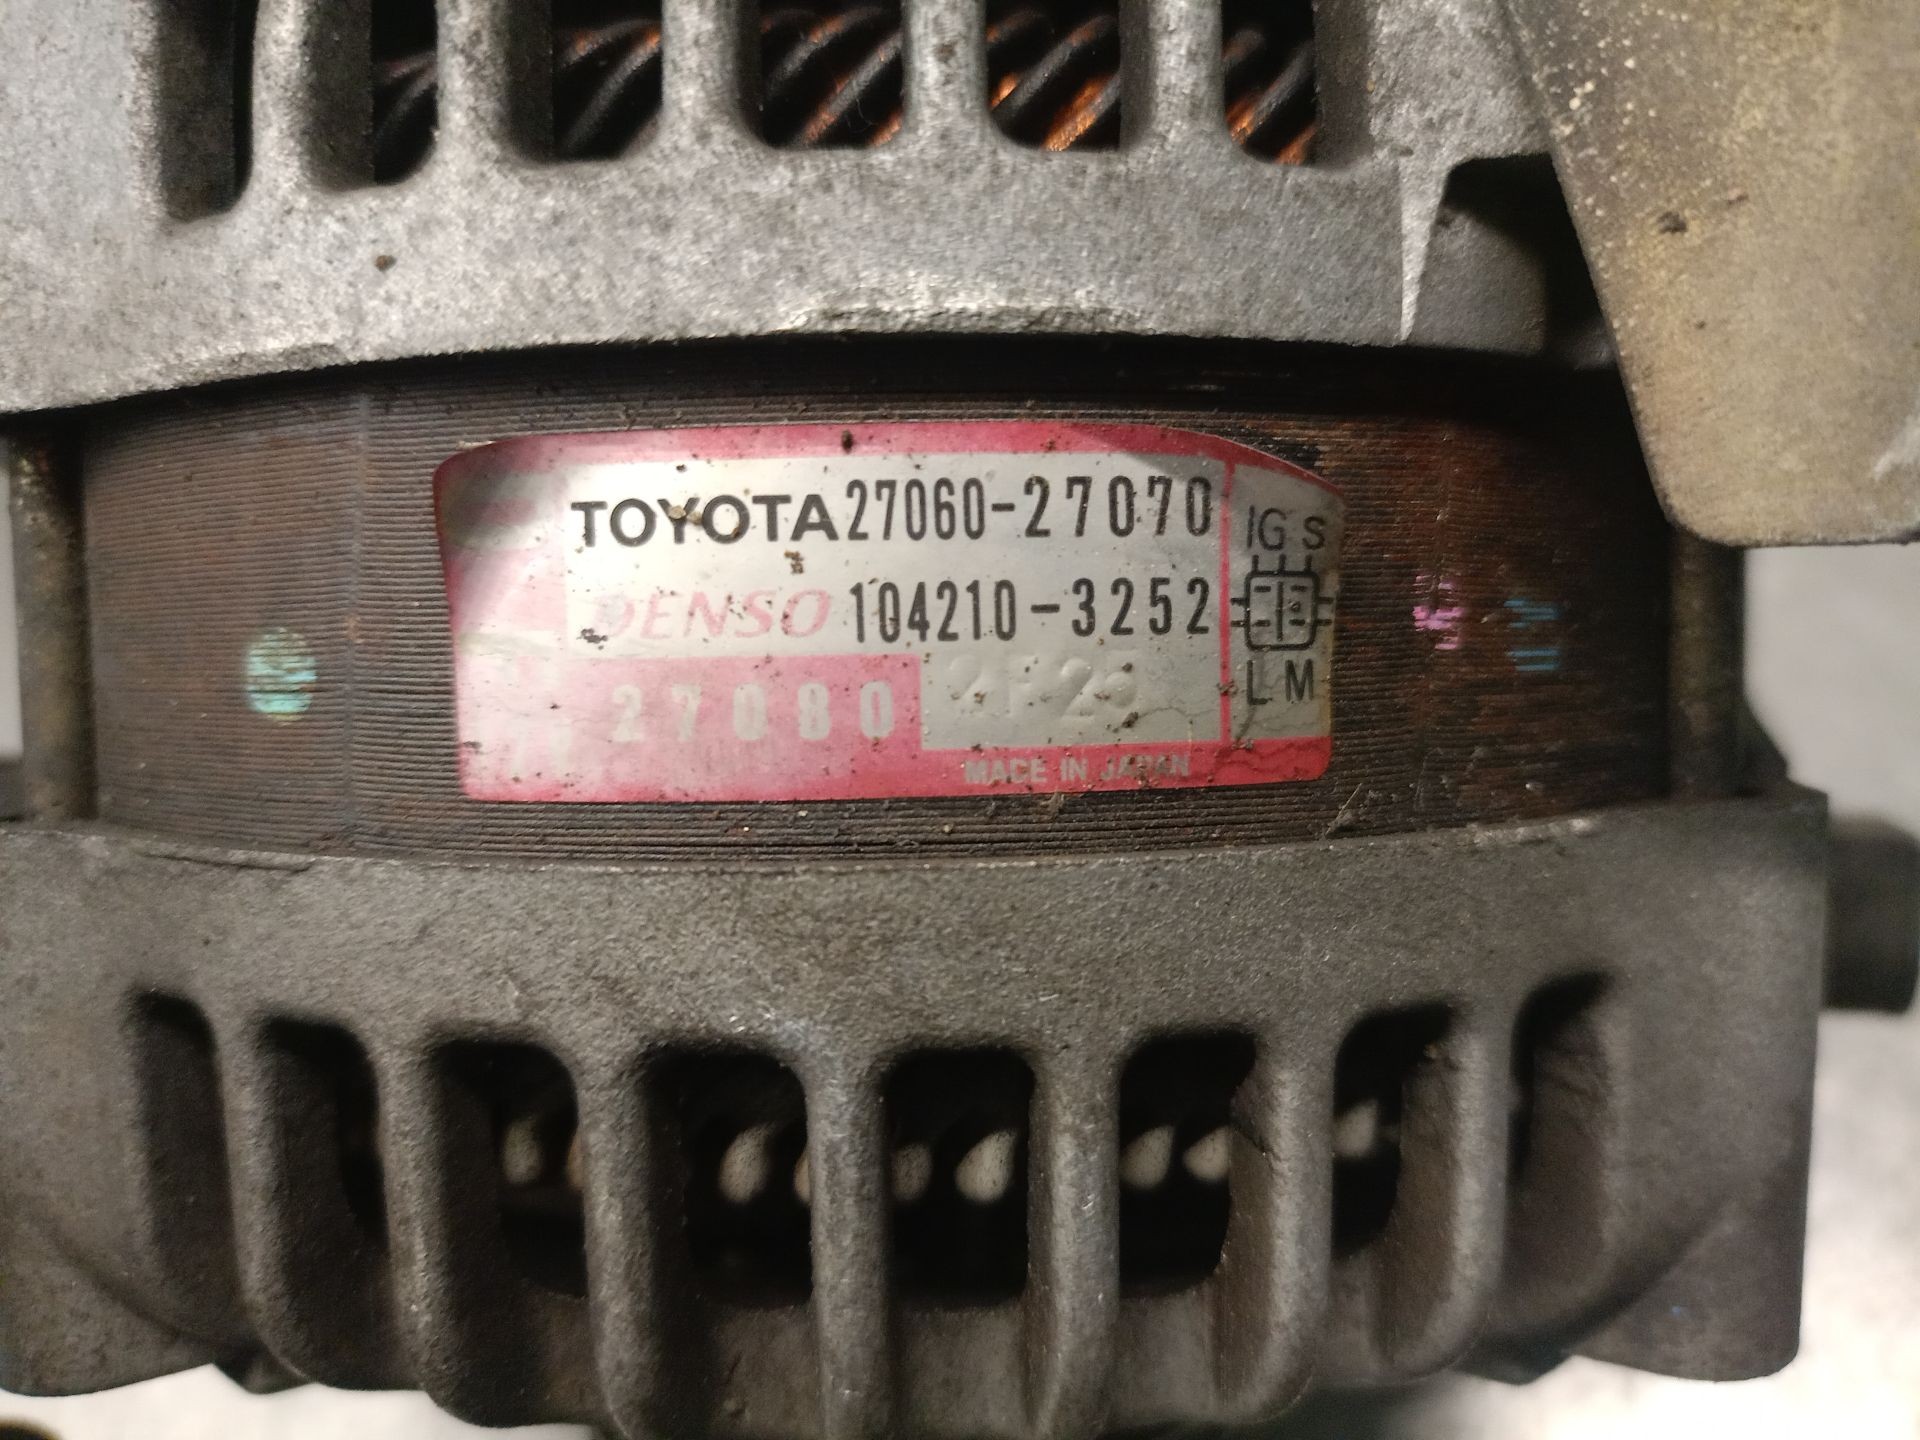 TOYOTA 27060-27070
DENSO 104210-3252
27080
MADE IN JAPAN
IG S
L M